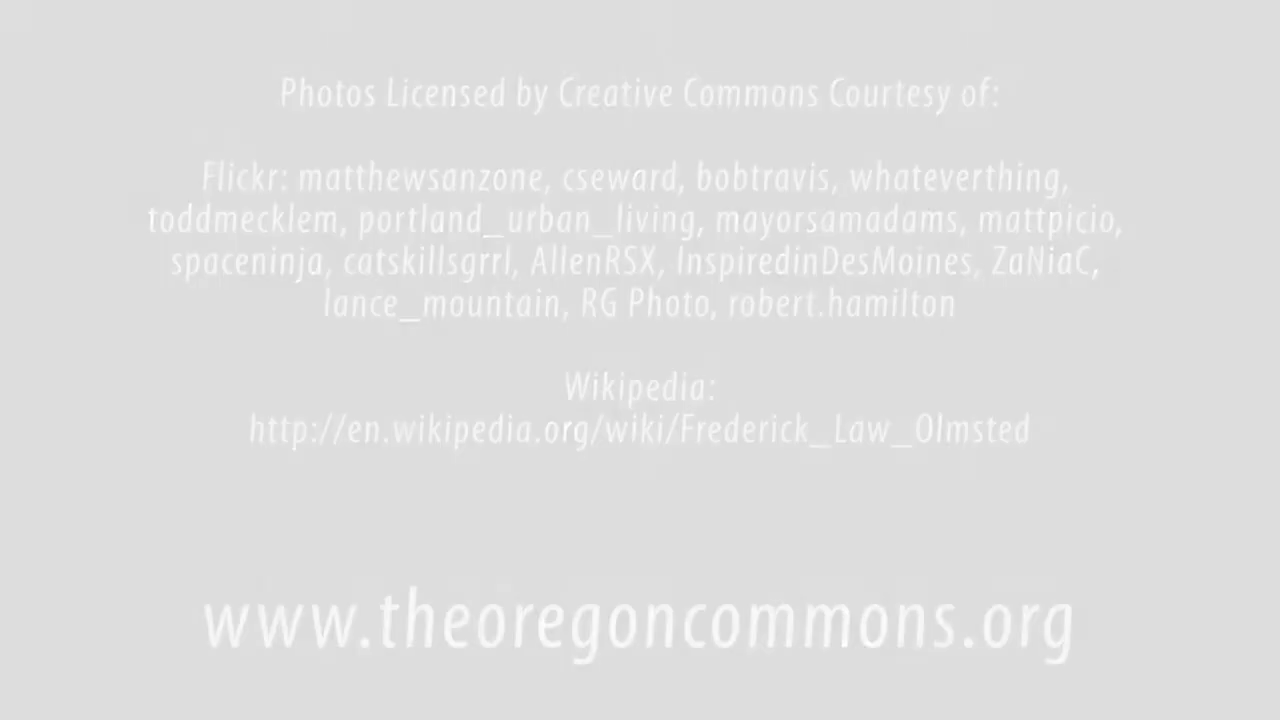 Photos Licensed by Creative Commons Courtesy of:
Flickr: matthewsanzone, cseward, bobtravis, whateverthing,
toddmecklem, portland_urban_living, mayorsamadams, mattpicio,
spaceninja, catskillsgrrl, AllenRSX, InspiredinDesMoines, ZaNiaC,
lance_mountain, RG Photo, robert.hamilton
Wikipedia:
http://en.wikipedia.org/wiki/Frederick_Law_Olmsted
www.theoregoncommons.org